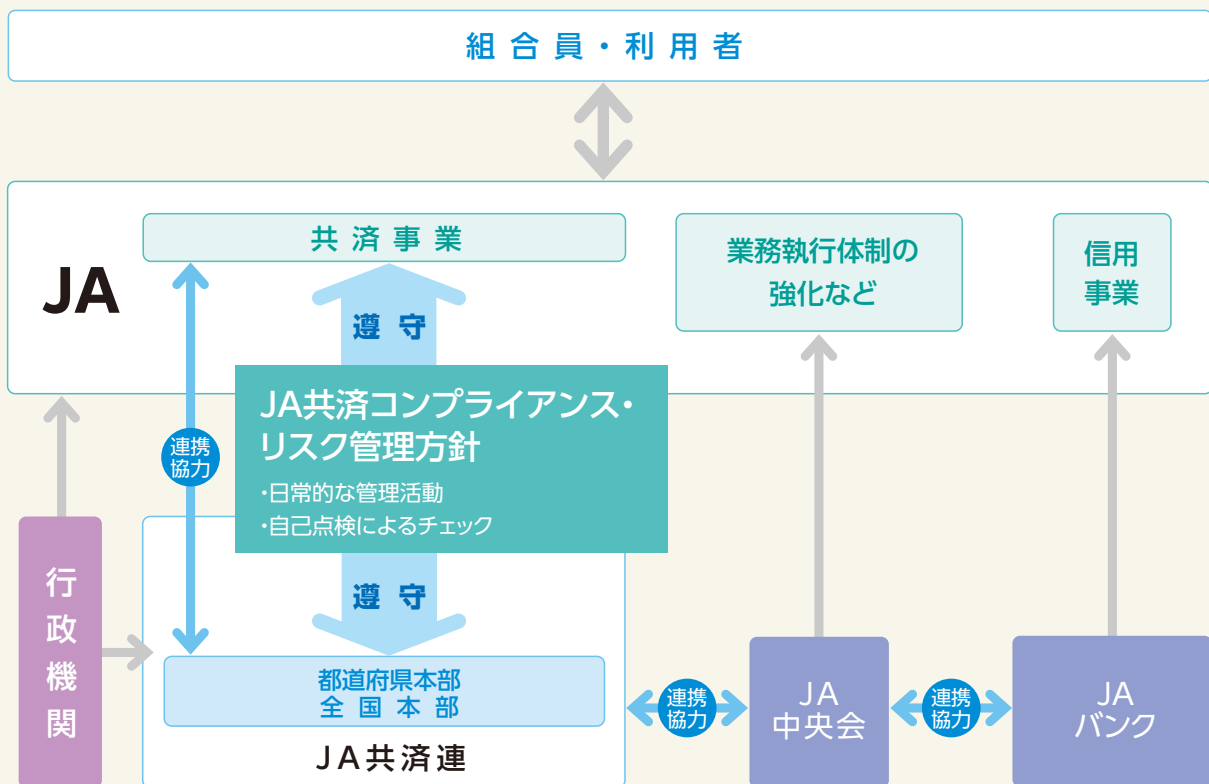 組合員・利用者
JA
共済事業
業務執行体制の
強化など
信用
事業
遵守
JA共済コンプライアンス・
リスク管理方針
・日常的な管理活動
・自己点検によるチェック
連携
協力
遵守
行政機関
都道府県本部
全国本部
JA共済連
連携
協力
JA
中央会
連携
協力
JA
バンク